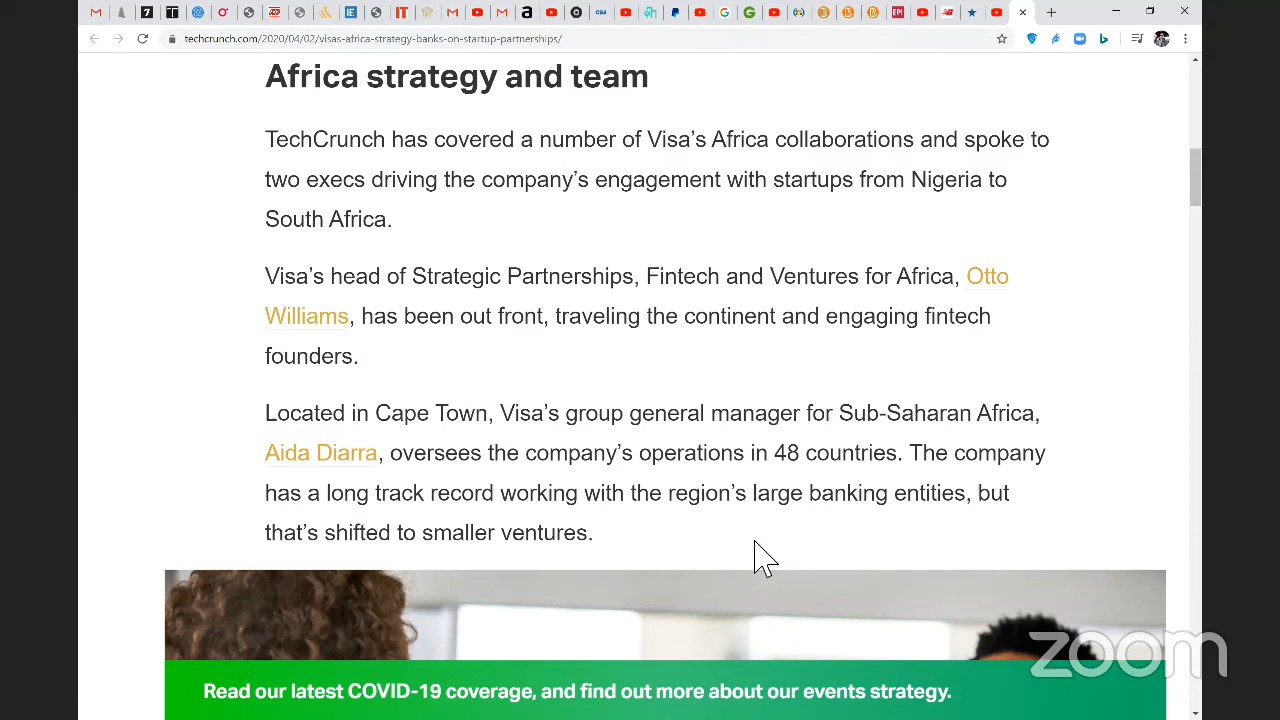 techcrunch.com/2020/04/02/visas-africa-strategy-banks-on-startup-partnerships/
Africa strategy and team
TechCrunch has covered a number of Visa’s Africa collaborations and spoke to
two execs driving the company’s engagement with startups from Nigeria to
South Africa.
Visa’s head of Strategic Partnerships, Fintech and Ventures for Africa, Otto
Williams, has been out front, traveling the continent and engaging fintech
founders.
Located in Cape Town, Visa’s group general manager for Sub-Saharan Africa,
Aida Diarra, oversees the company’s operations in 48 countries. The company
has a long track record working with the region’s large banking entities, but
that’s shifted to smaller ventures.
zoom
Read our latest COVID-19 coverage, and find out more about our events strategy.